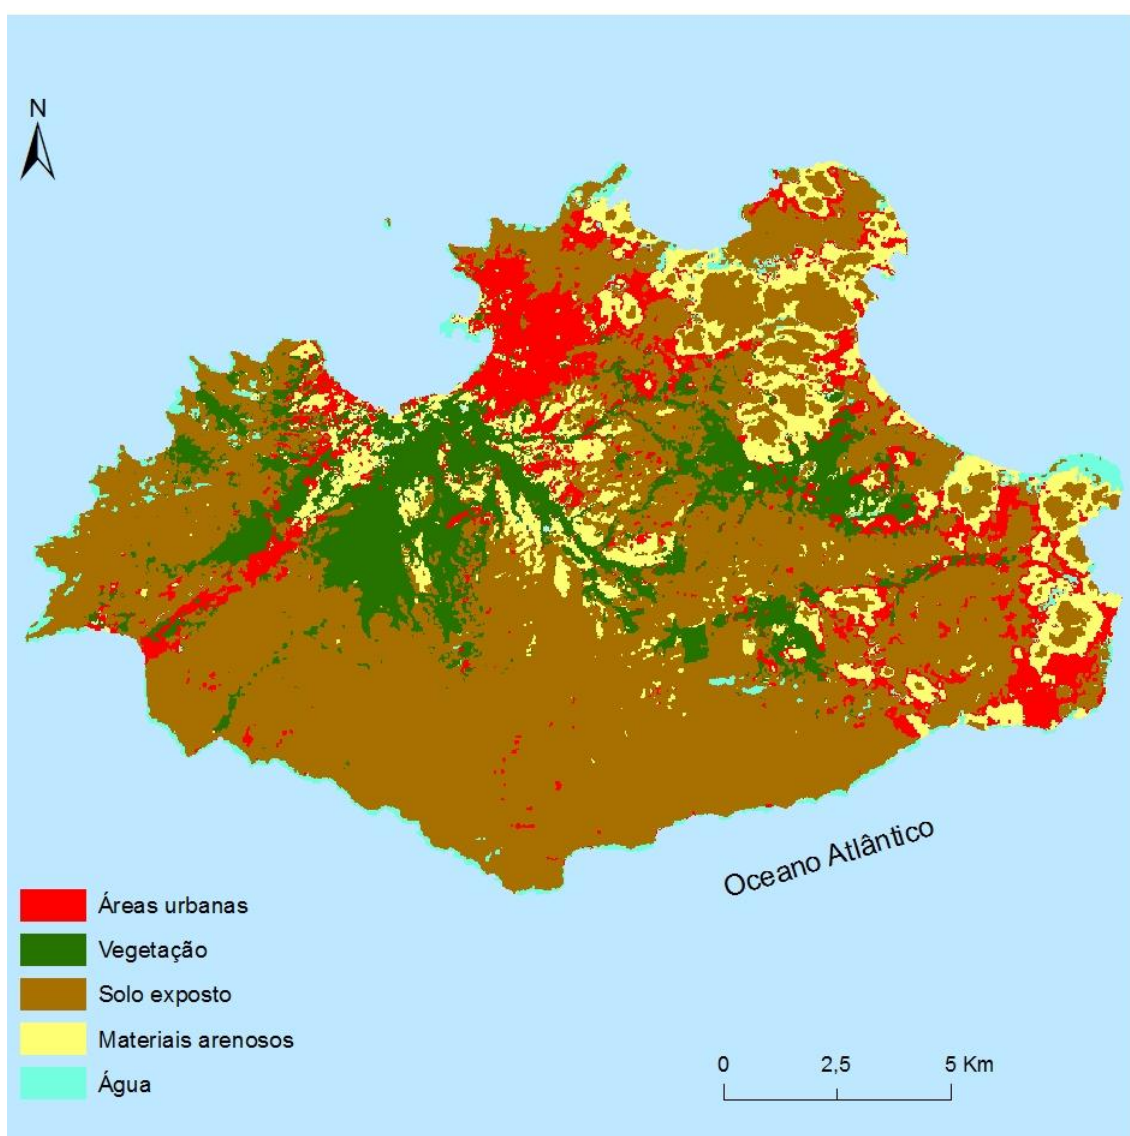 N
Oceano Atlântico
Áreas urbanas
Vegetação
Solo exposto
Materiais arenosos
Água
0 2,5 5 Km